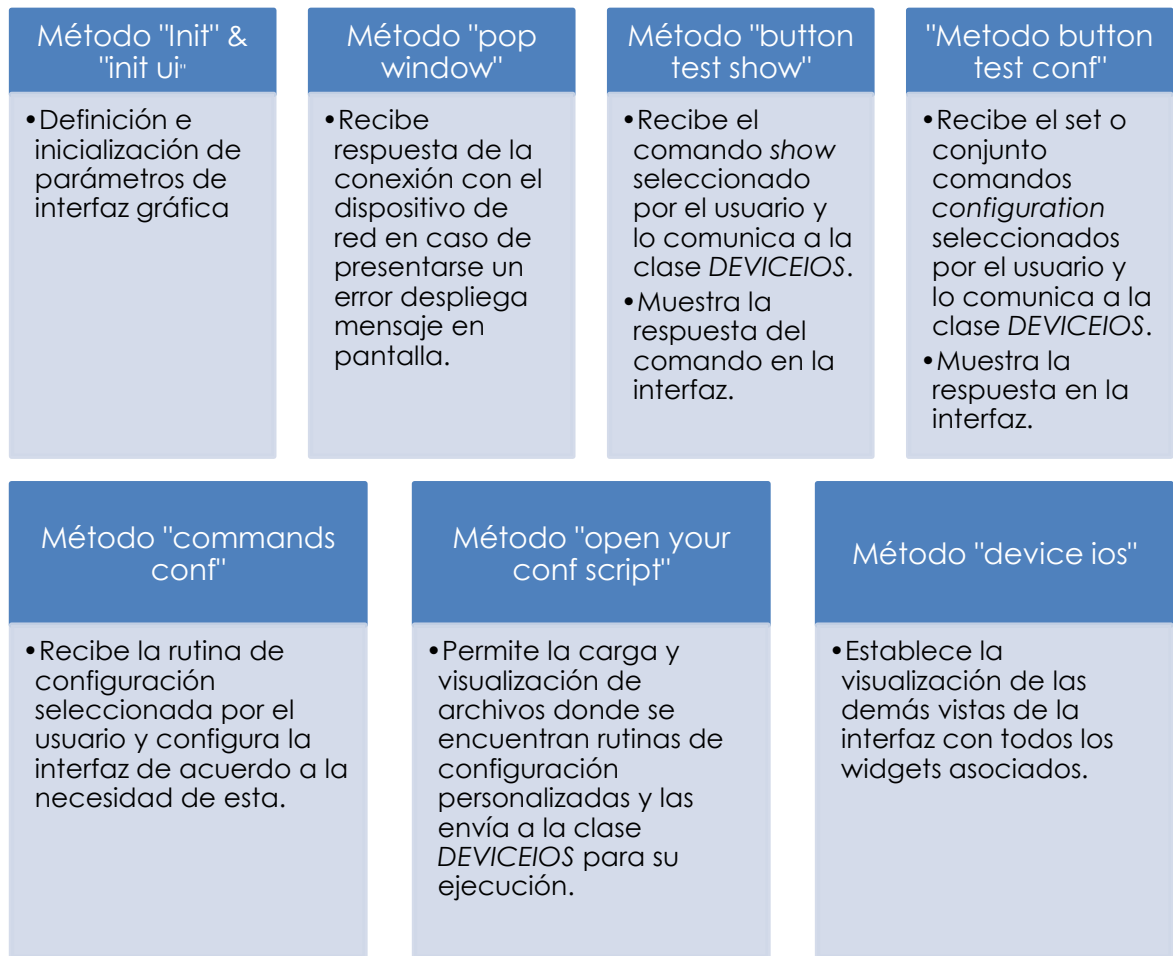 Método "Init" &
"init ui"
•Definición e
inicialización de
parámetros de
interfaz gráfica
Método "pop
window"
•Recibe
respuesta de la
conexión con el
dispositivo de
red en caso de
presentarse un
error despliega
mensaje en
pantalla.
Método "button
test show"
•Recibe el
comando show
seleccionado
por el usuario y
lo comunica a la
clase DEVICEIOS.
•Muestra la
respuesta del
comando en la
interfaz.
"Metodo button
test conf"
•Recibe el set o
conjunto
comandos
configuration
seleccionados
por el usuario y
lo comunica a la
clase DEVICEIOS.
•Muestra la
respuesta en la
interfaz.
Método "commands
conf"
•Recibe la rutina de
configuración
seleccionada por el
usuario y configura la
interfaz de acuerdo a la
necesidad de esta.
Método "open your
conf script"
•Permite la carga y
visualización de
archivos donde se
encuentran rutinas de
configuración
personalizadas y las
envía a la clase
DEVICEIOS para su
ejecución.
Método "device ios"
•Establece la
visualización de las
demás vistas de la
interfaz con todos los
widgets asociados.